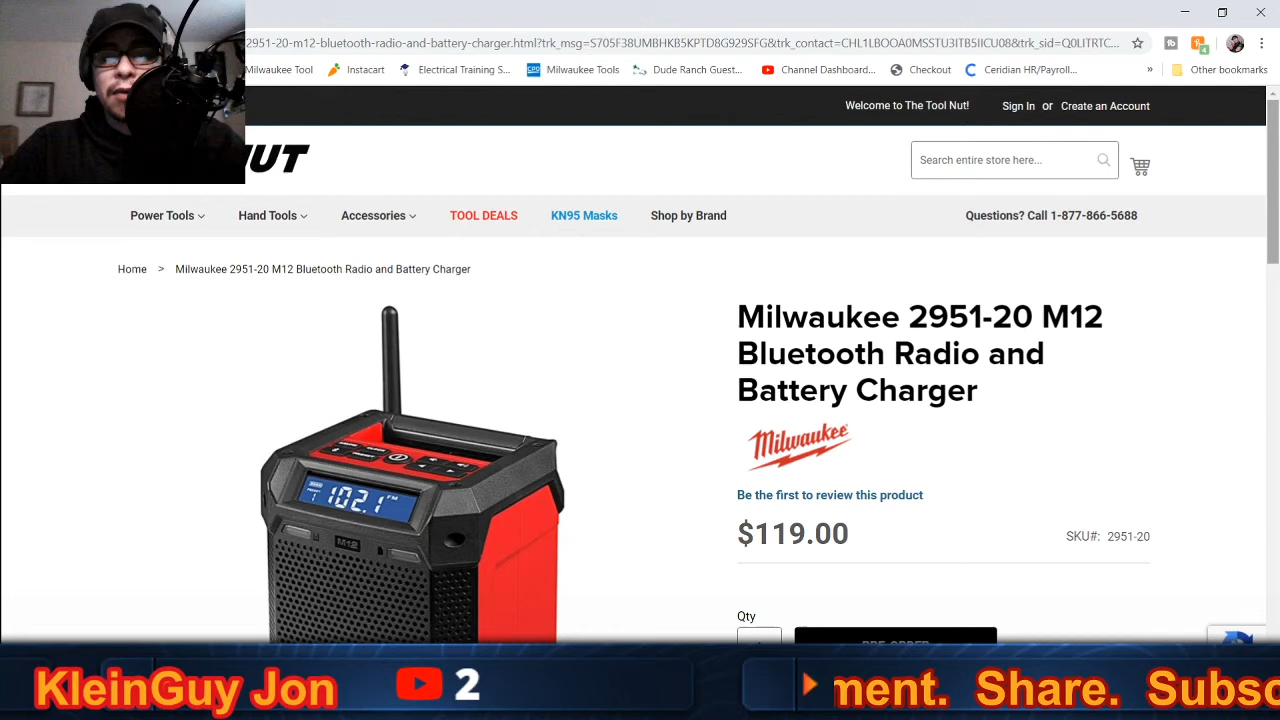 2951-20-m12-bluetooth-radio-and-battery-charger.html?trk_msg=S705F38UMBHKB5KPTD8G929SFG&trk_contact=CHL1LBOOA0MSSTU3ITB5IICU08&trk_sid=Q0LITRTC...
Milwaukee Tool Instacart Electrical Training S... CPO Milwaukee Tools Dude Ranch Guest... Channel Dashboard... Checkout Ceridian HR/Payroll... » Other bookmarks
Welcome to The Tool Nut! Sign In or Create an Account
NUT
Search entire store here...
Power Tools Hand Tools Accessories TOOL DEALS KN95 Masks Shop by Brand Questions? Call 1-877-866-5688
Home > Milwaukee 2951-20 M12 Bluetooth Radio and Battery Charger
Milwaukee 2951-20 M12
Bluetooth Radio and
Battery Charger
Milwaukee
Be the first to review this product
$119.00
SKU#: 2951-20
Qty
PRE-ORDER
102.1 FM
M12
KleinGuy Jon 2 ment. Share. Subsc